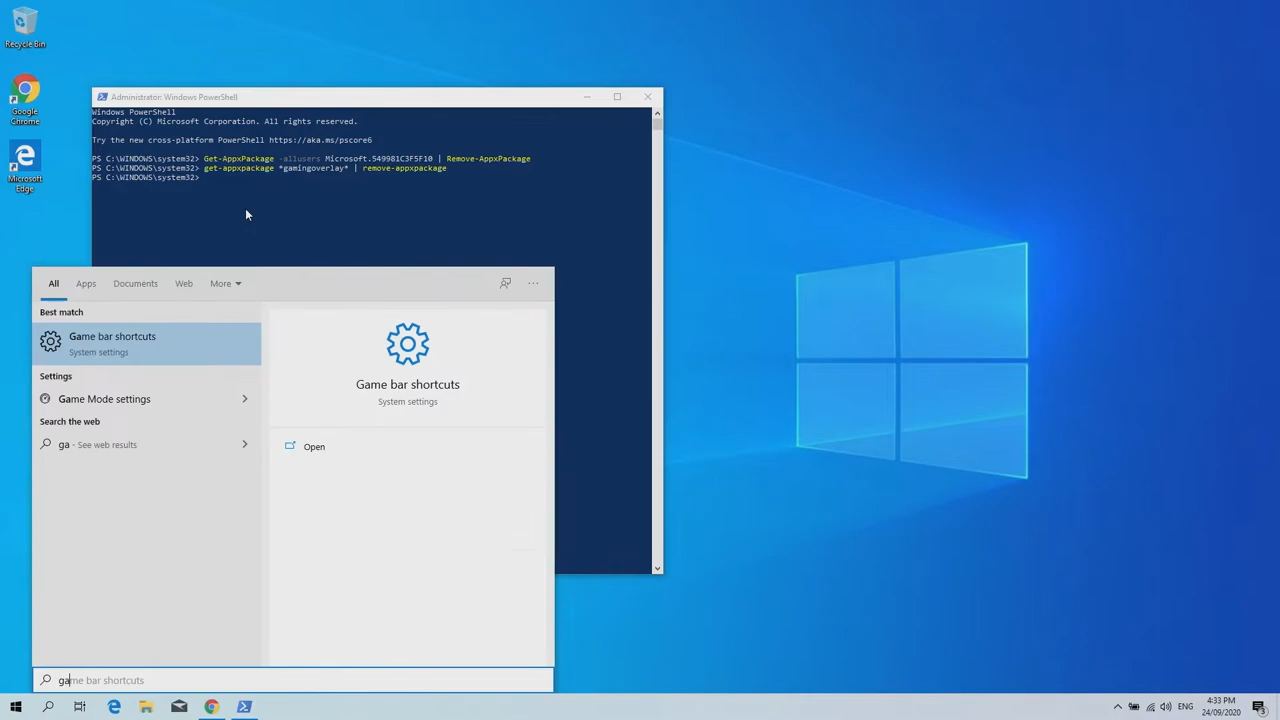 Recycle Bin
Google
Chrome
Microsoft
Edge
Administrator: Windows PowerShell
Windows PowerShell
Copyright (C) Microsoft Corporation. All rights reserved.
Try the new cross-platform PowerShell https://aka.ms/pscore6
PS C:\WINDOWS\system32> Get-AppxPackage -allusers Microsoft.549981C3F5F10 | Remove-AppxPackage
PS C:\WINDOWS\system32> get-appxpackage *gamingoverlay* | remove-appxpackage
PS C:\WINDOWS\system32>
All Apps Documents Web More
Best match
Game bar shortcuts
System settings
Settings
Game Mode settings
Search the web
ga - See web results
Game bar shortcuts
System settings
Open
game bar shortcuts
ENG
4:33 PM
24/09/2020
3